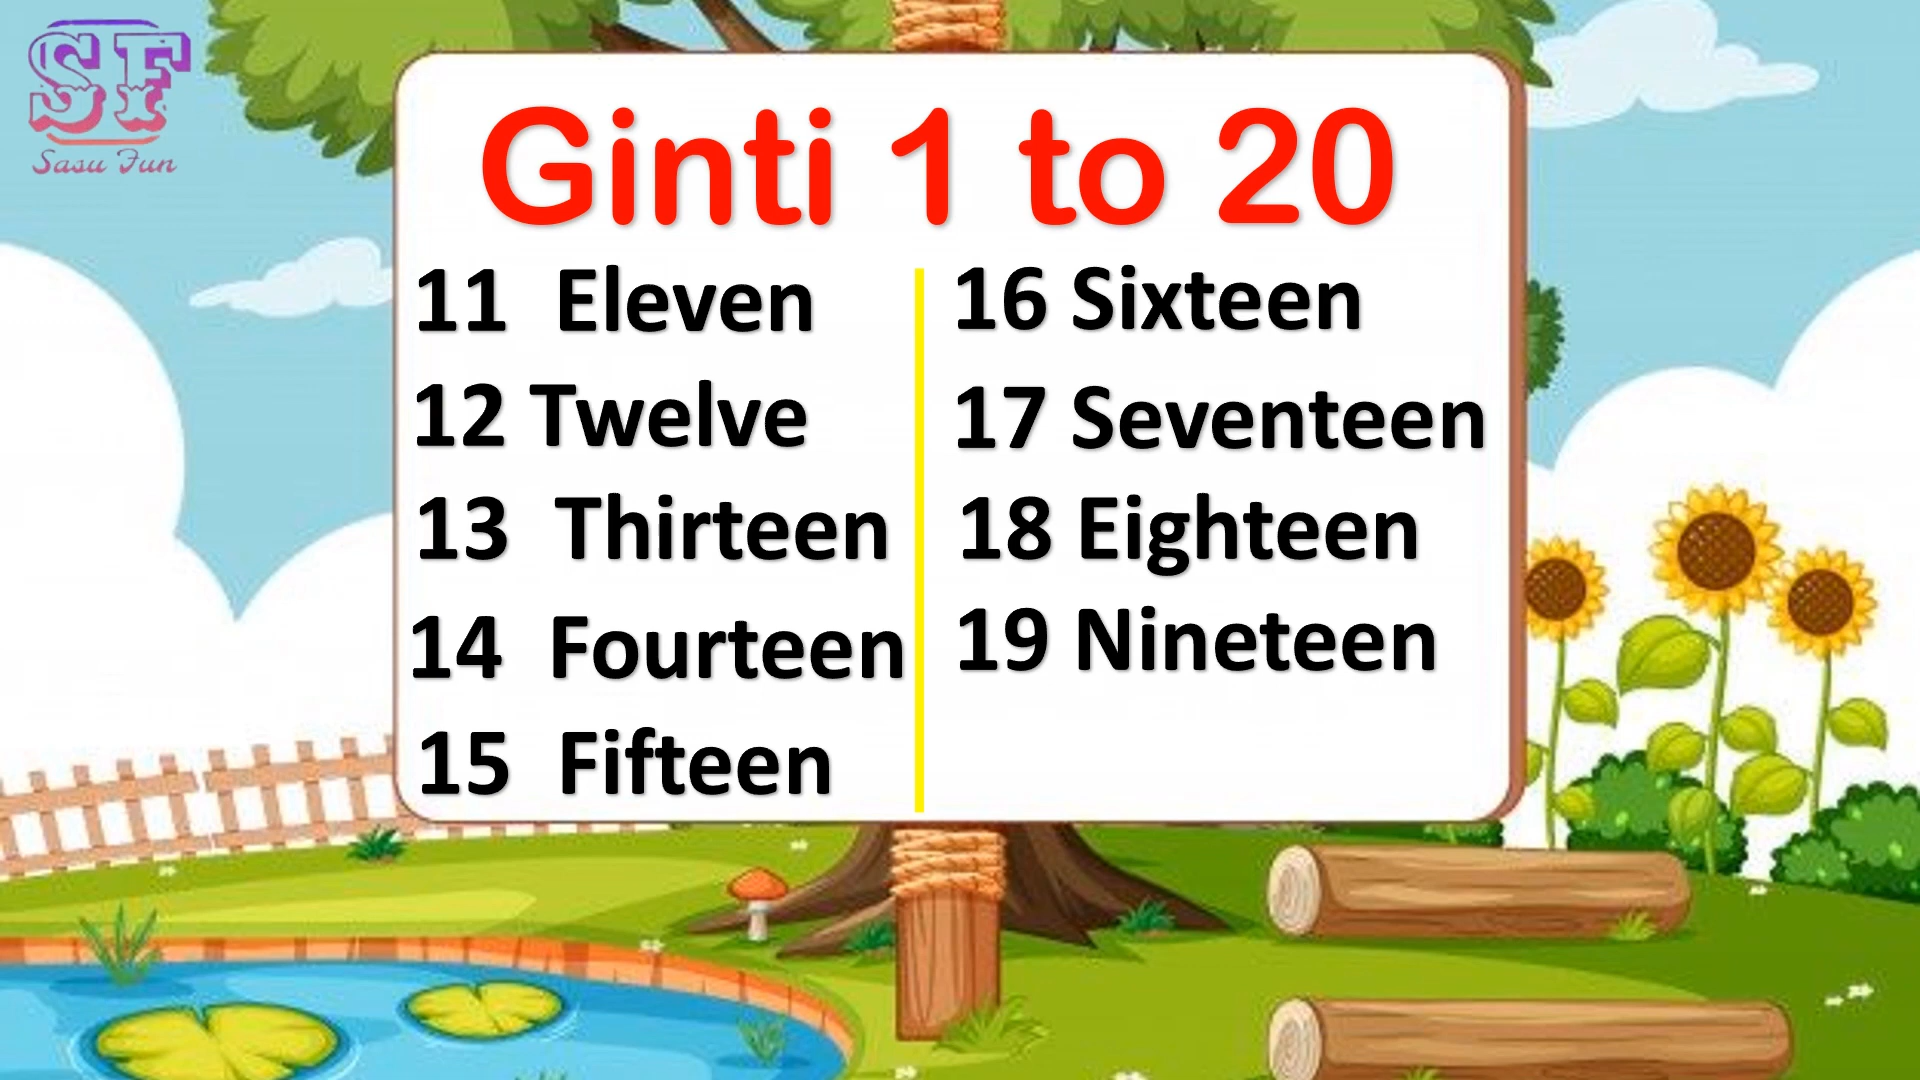 SF
Sasu Fun
Ginti 1 to 20
11 Eleven
12 Twelve
13 Thirteen
14 Fourteen
15 Fifteen
16 Sixteen
17 Seventeen
18 Eighteen
19 Nineteen